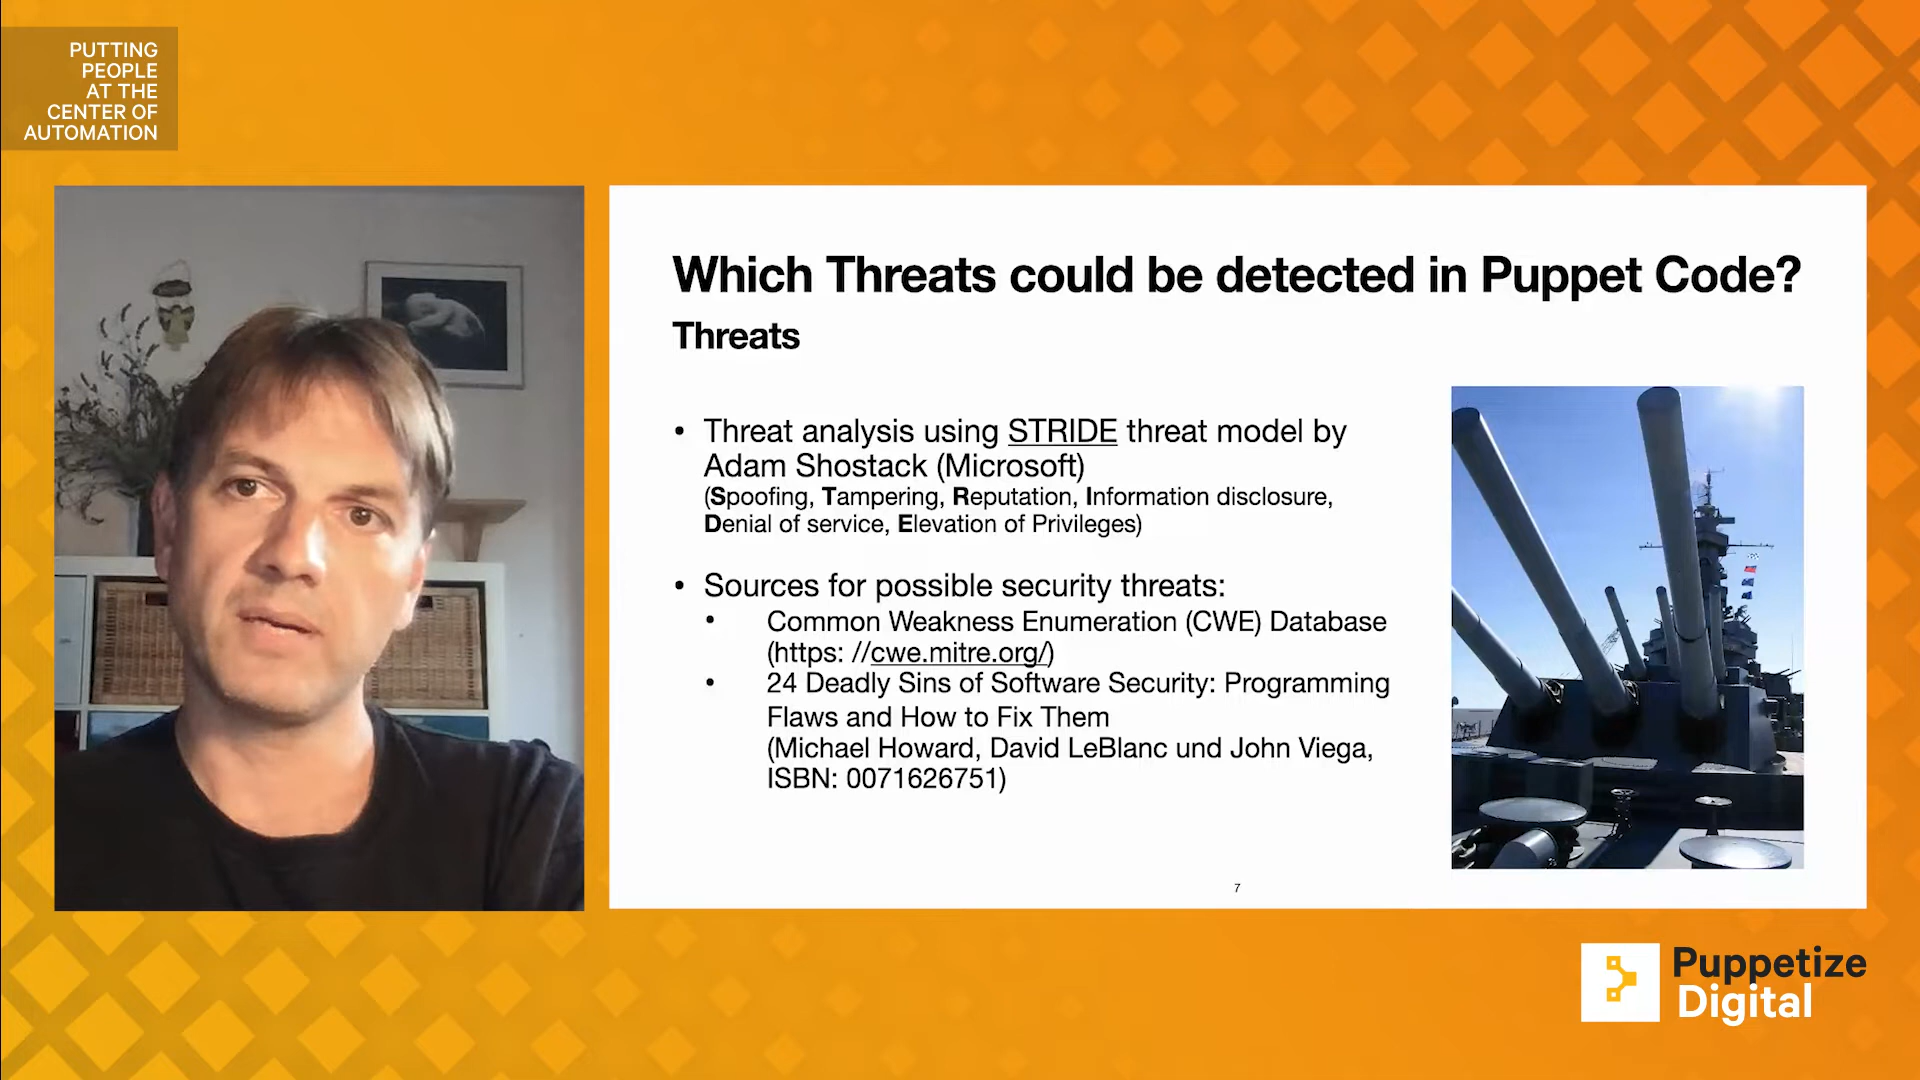 PUTTING
PEOPLE
AT THE
CENTER OF
AUTOMATION
Which Threats could be detected in Puppet Code?
Threats
• Threat analysis using STRIDE threat model by
Adam Shostack (Microsoft)
(Spoofing, Tampering, Reputation, Information disclosure,
Denial of service, Elevation of Privileges)
• Sources for possible security threats:
• Common Weakness Enumeration (CWE) Database
(https: //cwe.mitre.org/)
• 24 Deadly Sins of Software Security: Programming
Flaws and How to Fix Them
(Michael Howard, David LeBlanc und John Viega,
ISBN: 0071626751)
7
Puppetize
Digital